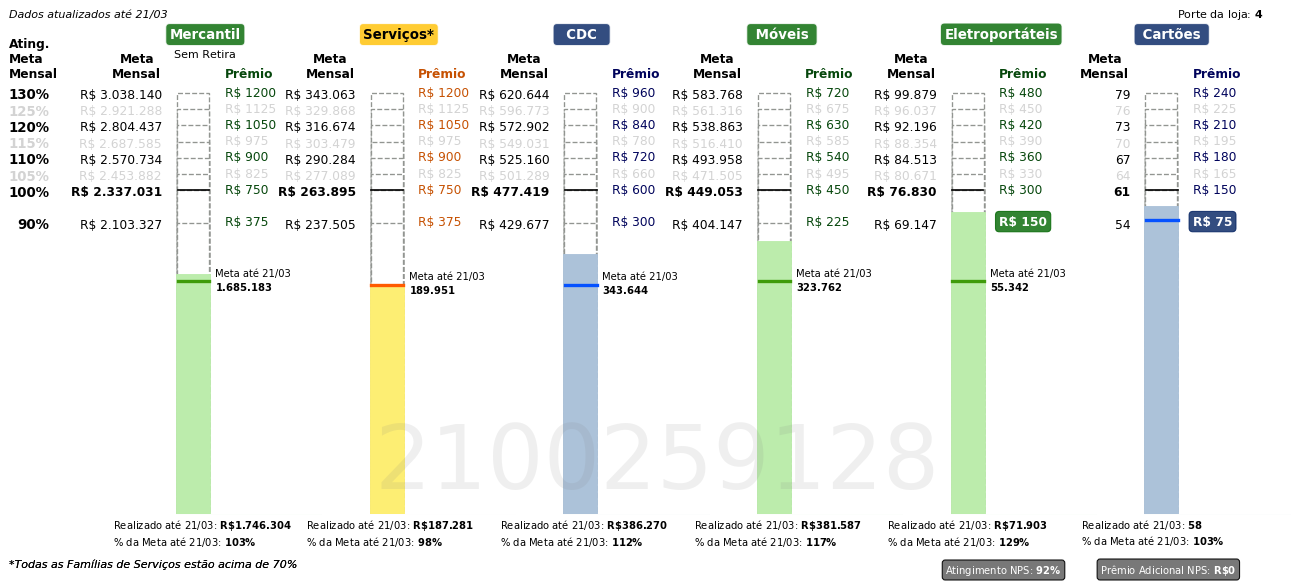 Dados atualizados até 21/03
Porte da loja: 4
Mercantil Serviços* CDC Móveis Eletroportáteis Cartões
Sem Retira
Ating. Meta Mensal
Meta Mensal Prêmio Meta Mensal Prêmio Meta Mensal Prêmio Meta Mensal Prêmio Meta Mensal Prêmio Meta Mensal Prêmio
130% R$ 3.038.140 R$ 1200 R$ 343.063 R$ 1200 R$ 620.644 R$ 960 R$ 583.768 R$ 720 R$ 99.879 R$ 480 79 R$ 240
125% R$ 2.921.288 R$ 1125 R$ 329.868 R$ 1125 R$ 596.773 R$ 900 R$ 561.316 R$ 675 R$ 96.037 R$ 450 76 R$ 225
120% R$ 2.804.437 R$ 1050 R$ 316.674 R$ 1050 R$ 572.902 R$ 840 R$ 538.863 R$ 630 R$ 92.196 R$ 420 73 R$ 210
115% R$ 2.687.585 R$ 975 R$ 303.479 R$ 975 R$ 549.031 R$ 780 R$ 516.410 R$ 585 R$ 88.354 R$ 390 70 R$ 195
110% R$ 2.570.734 R$ 900 R$ 290.284 R$ 900 R$ 525.160 R$ 720 R$ 493.958 R$ 540 R$ 84.513 R$ 360 67 R$ 180
105% R$ 2.453.882 R$ 825 R$ 277.089 R$ 825 R$ 501.289 R$ 660 R$ 471.505 R$ 495 R$ 80.671 R$ 330 64 R$ 165
100% R$ 2.337.031 R$ 750 R$ 263.895 R$ 750 R$ 477.419 R$ 600 R$ 449.053 R$ 450 R$ 76.830 R$ 300 61 R$ 150
90% R$ 2.103.327 R$ 375 R$ 237.505 R$ 375 R$ 429.677 R$ 300 R$ 404.147 R$ 225 R$ 69.147 R$ 150 54 R$ 75
Meta até 21/03 Meta até 21/03 Meta até 21/03 Meta até 21/03 Meta até 21/03
1.685.183 189.951 343.644 323.762 55.342
2100259128
Realizado até 21/03: R$1.746.304 Realizado até 21/03: R$187.281 Realizado até 21/03: R$386.270 Realizado até 21/03: R$381.587 Realizado até 21/03: R$71.903 Realizado até 21/03: 58
% da Meta até 21/03: 103% % da Meta até 21/03: 98% % da Meta até 21/03: 112% % da Meta até 21/03: 117% % da Meta até 21/03: 129% % da Meta até 21/03: 103%
*Todas as Famílias de Serviços estão acima de 70%
Atingimento NPS: 92% Prêmio Adicional NPS: R$0